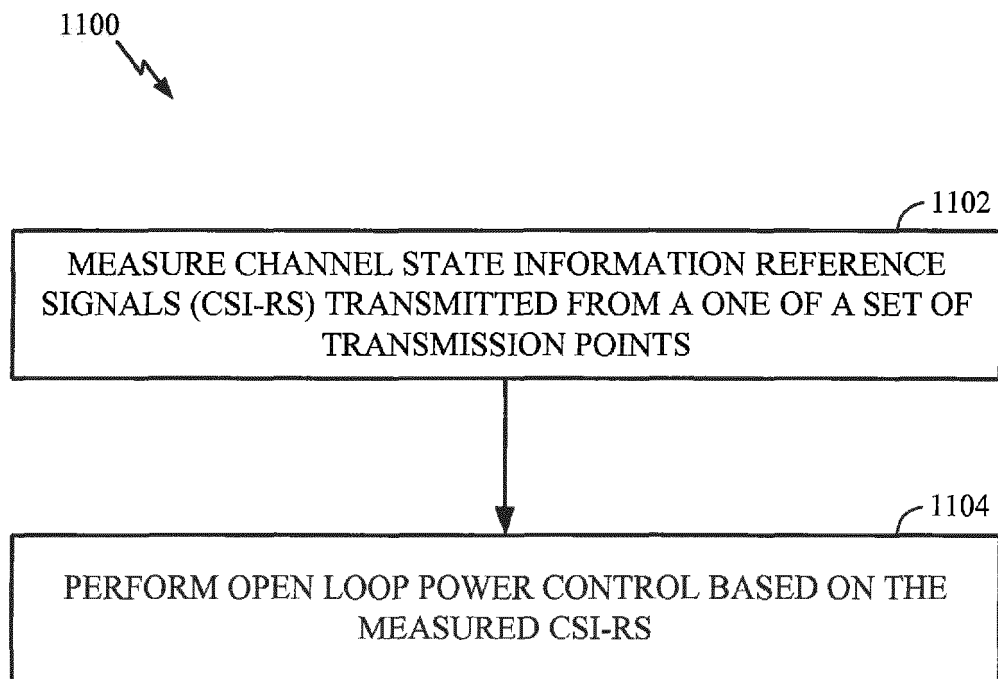 1100
1102
MEASURE CHANNEL STATE INFORMATION REFERENCE
SIGNALS (CSI-RS) TRANSMITTED FROM A ONE OF A SET OF
TRANSMISSION POINTS
1104
PERFORM OPEN LOOP POWER CONTROL BASED ON THE
MEASURED CSI-RS